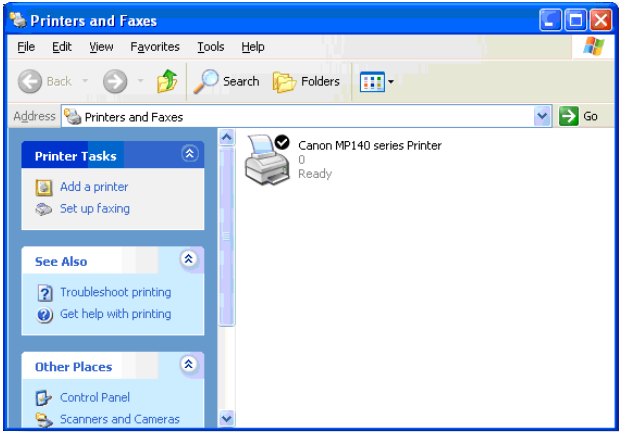 Printers and Faxes
File Edit View Favorites Tools Help
Back Search Folders
Address Printers and Faxes Go
Printer Tasks
Add a printer
Set up faxing
See Also
Troubleshoot printing
Get help with printing
Other Places
Control Panel
Scanners and Cameras
Canon MP140 series Printer
0
Ready